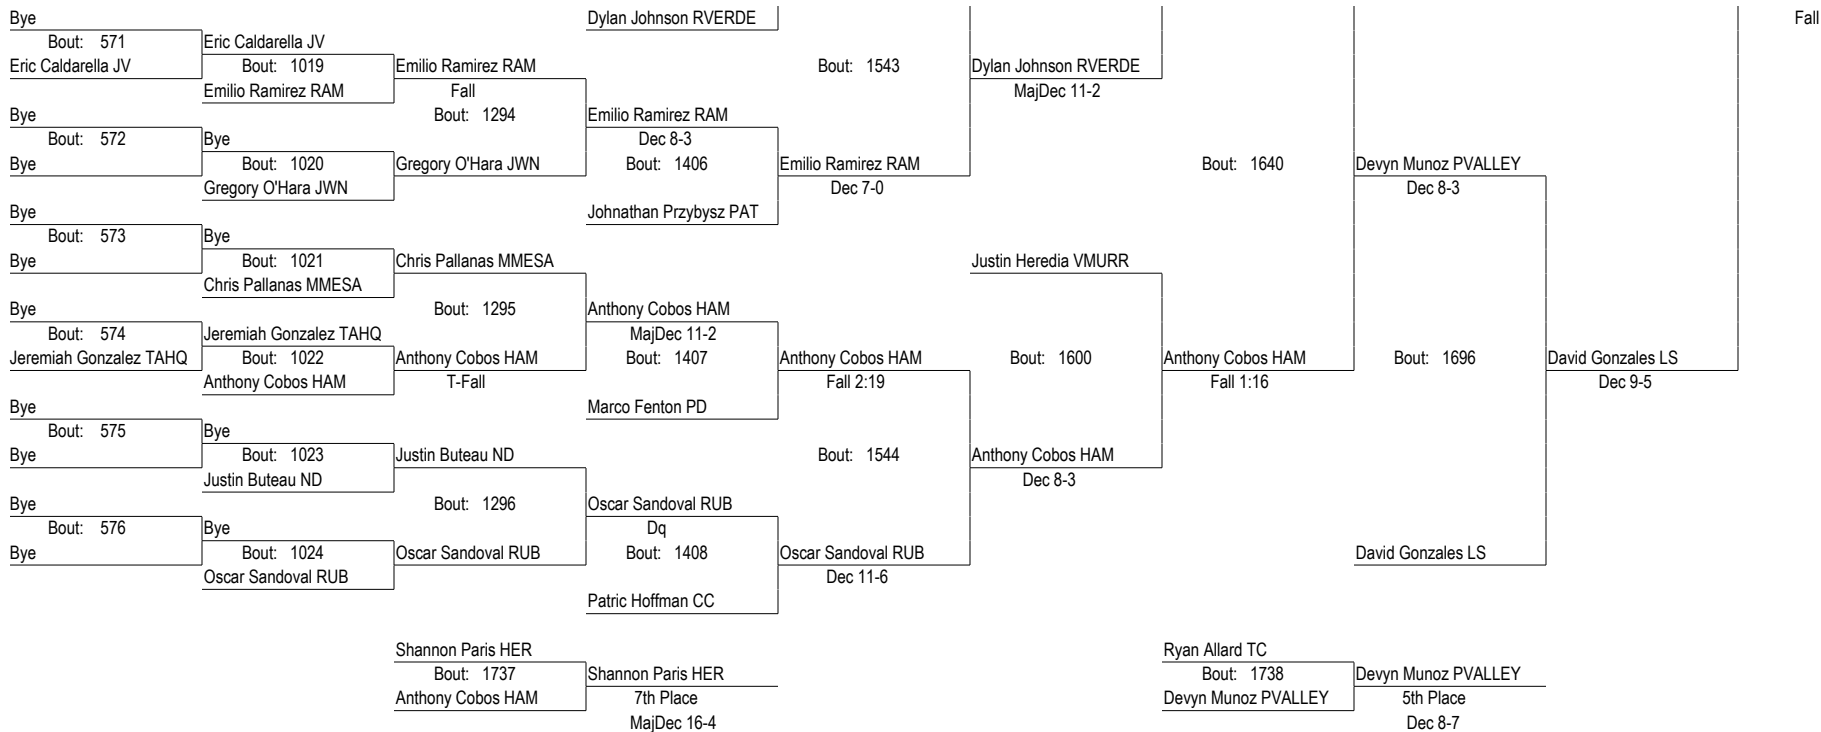 Bye Dylan Johnson RVERDE Fall
Bout: 571 Eric Caldarella JV
Eric Caldarella JV Bout: 1019 Emilio Ramirez RAM Bout: 1543 Dylan Johnson RVERDE
Emilio Ramirez RAM Fall MajDec 11-2
Bye Bout: 1294 Emilio Ramirez RAM
Bout: 572 Bye Dec 8-3
Bye Bout: 1020 Gregory O'Hara JWN Bout: 1406 Emilio Ramirez RAM Bout: 1640 Devyn Munoz PVALLEY
Gregory O'Hara JWN Dec 7-0 Dec 8-3
Bye Johnathan Przybysz PAT
Bout: 573 Bye
Bye Bout: 1021 Chris Pallanas MMESA Justin Heredia VMURR
Chris Pallanas MMESA
Bye Bout: 1295 Anthony Cobos HAM
Bout: 574 Jeremiah Gonzalez TAHQ MajDec 11-2
Jeremiah Gonzalez TAHQ Bout: 1022 Anthony Cobos HAM Bout: 1407 Anthony Cobos HAM Bout: 1600 Anthony Cobos HAM Bout: 1696 David Gonzales LS
Anthony Cobos HAM T-Fall Fall 2:19 Fall 1:16 Dec 9-5
Bye Marco Fenton PD
Bout: 575 Bye
Bye Bout: 1023 Justin Buteau ND Bout: 1544 Anthony Cobos HAM
Justin Buteau ND Dec 8-3
Bye Bout: 1296 Oscar Sandoval RUB
Bout: 576 Bye Dq
Bye Bout: 1024 Oscar Sandoval RUB Bout: 1408 Oscar Sandoval RUB David Gonzales LS
Oscar Sandoval RUB Dec 11-6
Patric Hoffman CC
Shannon Paris HER Ryan Allard TC
Bout: 1737 Shannon Paris HER Bout: 1738 Devyn Munoz PVALLEY
Anthony Cobos HAM 7th Place Devyn Munoz PVALLEY 5th Place
MajDec 16-4 Dec 8-7